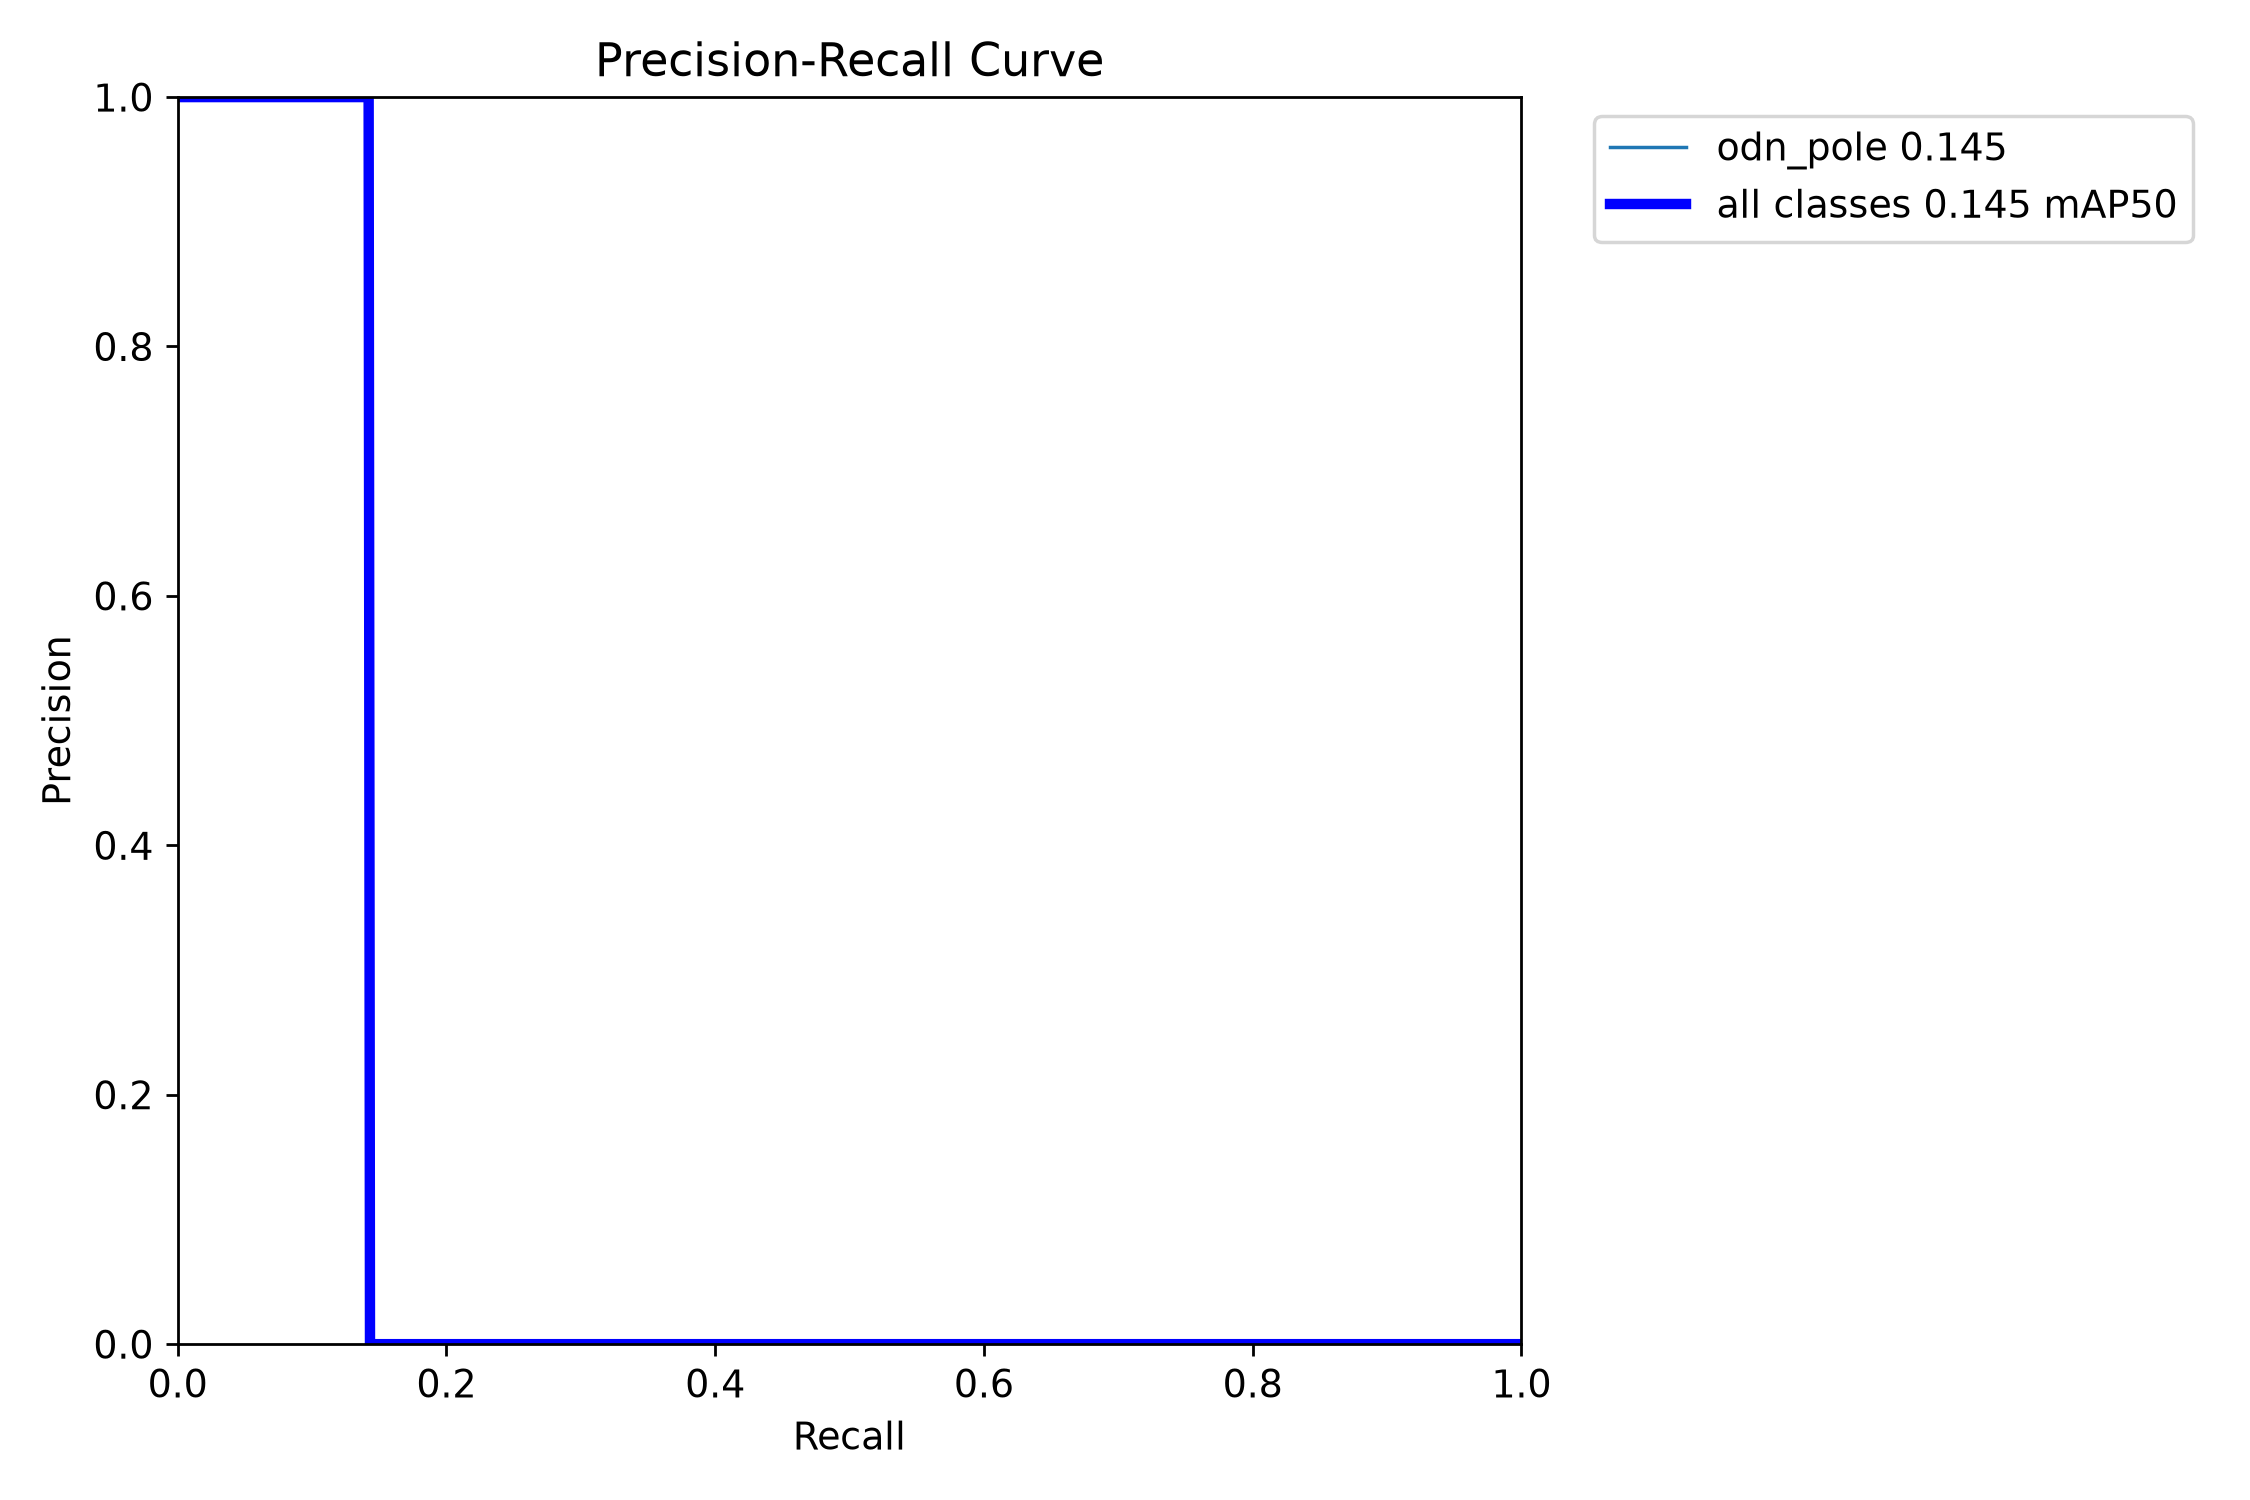 Precision-Recall Curve
1.0
0.8
0.6
0.4
0.2
0.0
Precision
0.0 0.2 0.4 0.6 0.8 1.0
Recall
odn_pole 0.145
all classes 0.145 mAP50